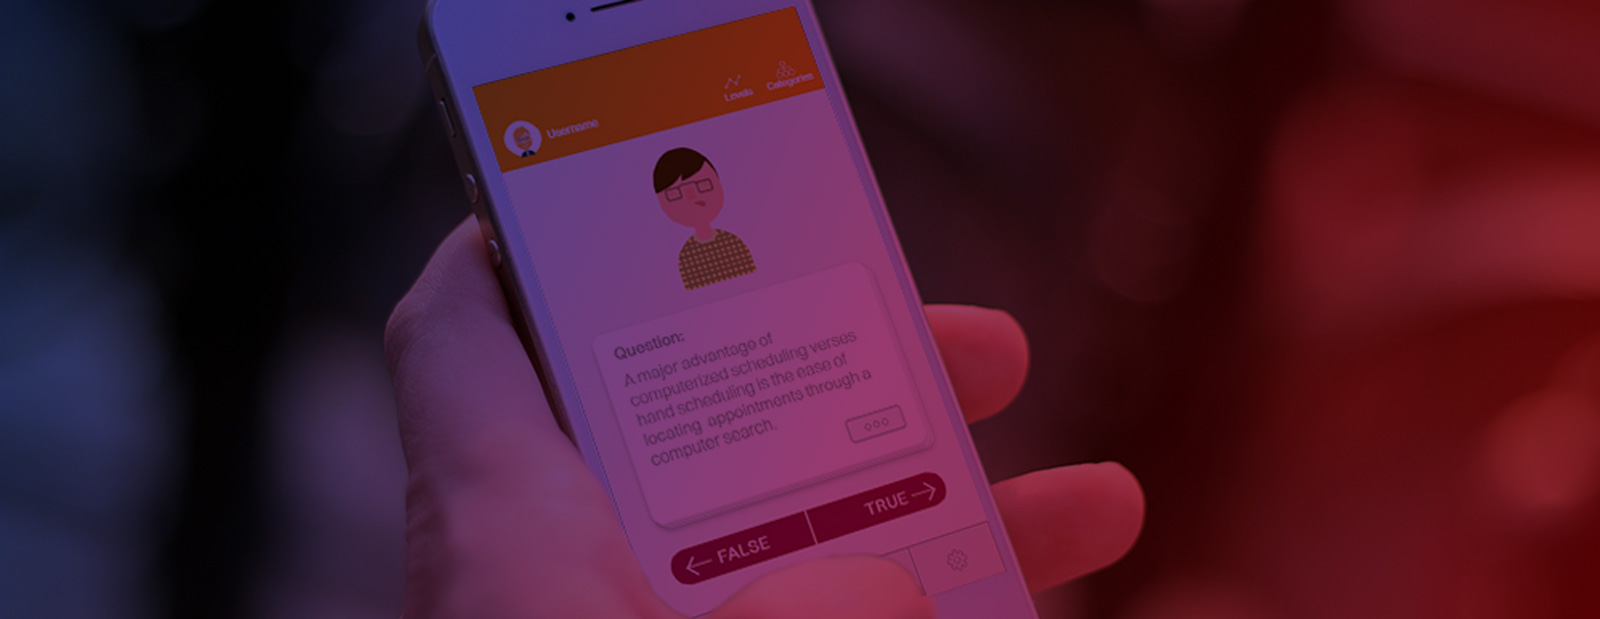 Levels
Categories
Username
Question:
A major advantage of
computerized scheduling verses
hand scheduling is the ease of
locating appointments through a
computer search.
FALSE
TRUE